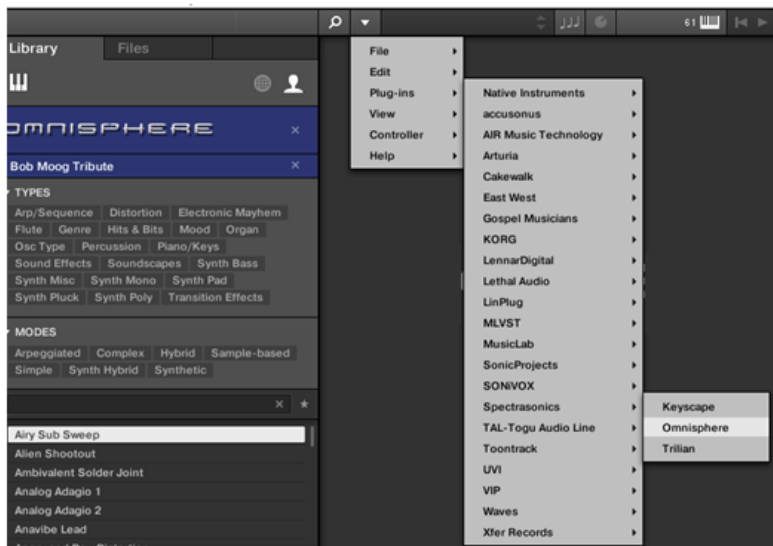 Library Files
OMNISPHERE
Bob Moog Tribute
TYPES
Arp/Sequence Distortion Electronic Mayhem
Flute Genre Hits & Bits Mood Organ
Osc Type Percussion Piano/Keys
Sound Effects Soundscapes Synth Bass
Synth Misc Synth Mono Synth Pad
Synth Pluck Synth Poly Transition Effects
MODES
Arpeggiated Complex Hybrid Sample-based
Simple Synth Hybrid Synthetic
Airy Sub Sweep
Alien Shootout
Ambivalent Solder Joint
Analog Adagio 1
Analog Adagio 2
Anavibe Lead
61
File
Edit
Plug-ins
View
Controller
Help
Native Instruments
accusonus
AIR Music Technology
Arturia
Cakewalk
East West
Gospel Musicians
KORG
LennarDigital
Lethal Audio
LinPlug
MLVST
MusicLab
SonicProjects
SONiVOX
Spectrasonics
TAL-Togu Audio Line
Toontrack
UVI
VIP
Waves
Xfer Records
Keyscape
Omnisphere
Trilian